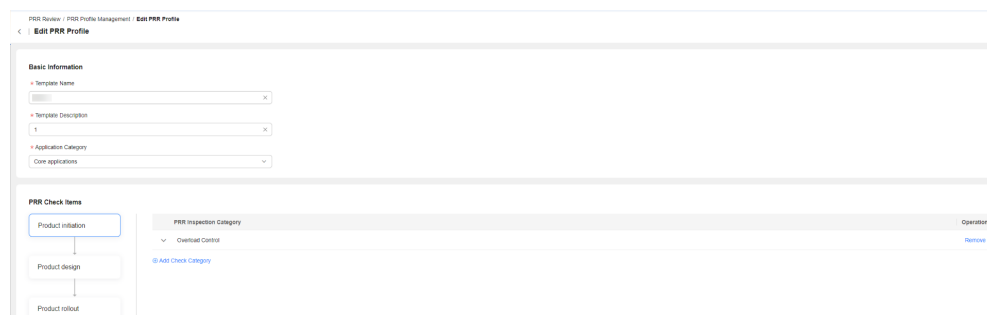 PRR Review / PRR Profile Management / Edit PRR Profile
< | Edit PRR Profile
Basic Information
* Template Name
* Template Description
1
* Application Category
Core applications
PRR Check Items
Product initiation
Product design
Product rollout
PRR Inspection Category
Operation
Overload Control
Remove
Add Check Category